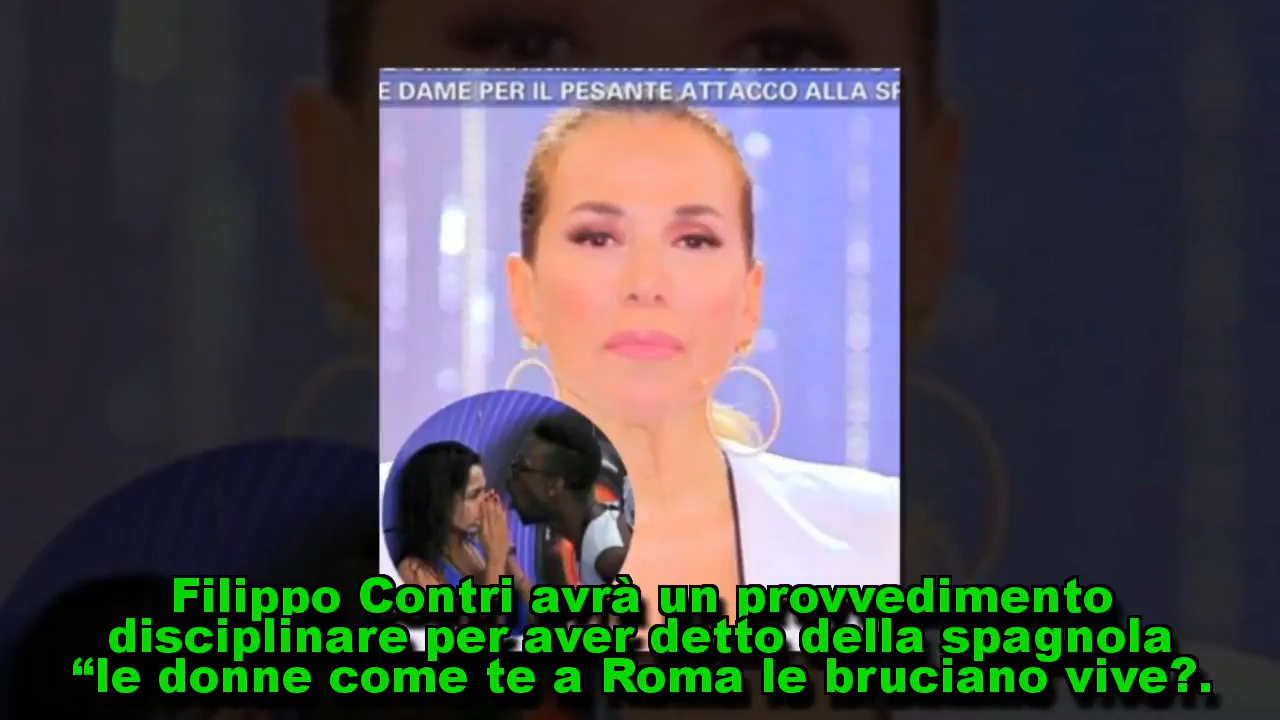 E DAME PER IL PESANTE ATTACCO ALLA SP
Filippo Contri avrà un provvedimento
disciplinare per aver detto della spagnola
“le donne come te a Roma le bruciano vive?.